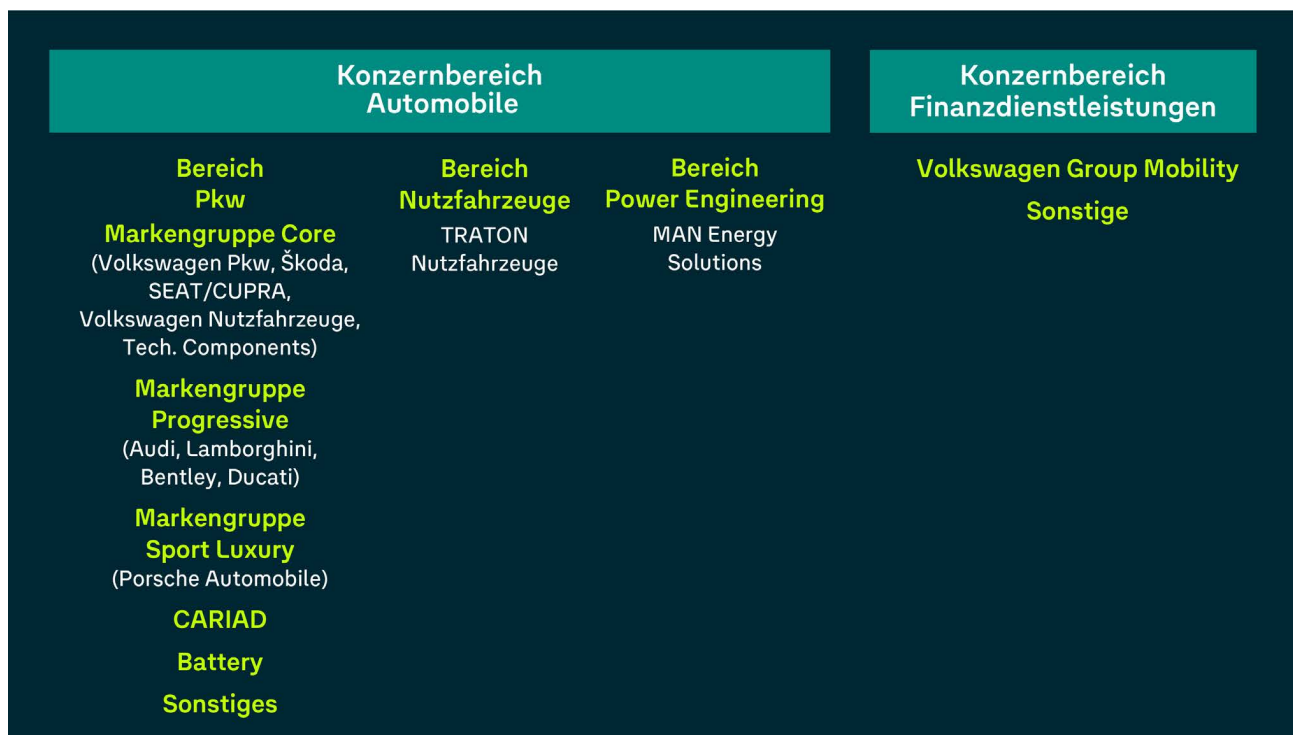 Konzernbereich
Automobile
Konzernbereich
Finanzdienstleistungen
Bereich
Pkw
Markengruppe Core
(Volkswagen Pkw, Škoda,
SEAT/CUPRA,
Volkswagen Nutzfahrzeuge,
Tech. Components)
Markengruppe
Progressive
(Audi, Lamborghini,
Bentley, Ducati)
Markengruppe
Sport Luxury
(Porsche Automobile)
CARIAD
Battery
Sonstiges
Bereich
Nutzfahrzeuge
TRATON
Nutzfahrzeuge
Bereich
Power Engineering
MAN Energy
Solutions
Volkswagen Group Mobility
Sonstige